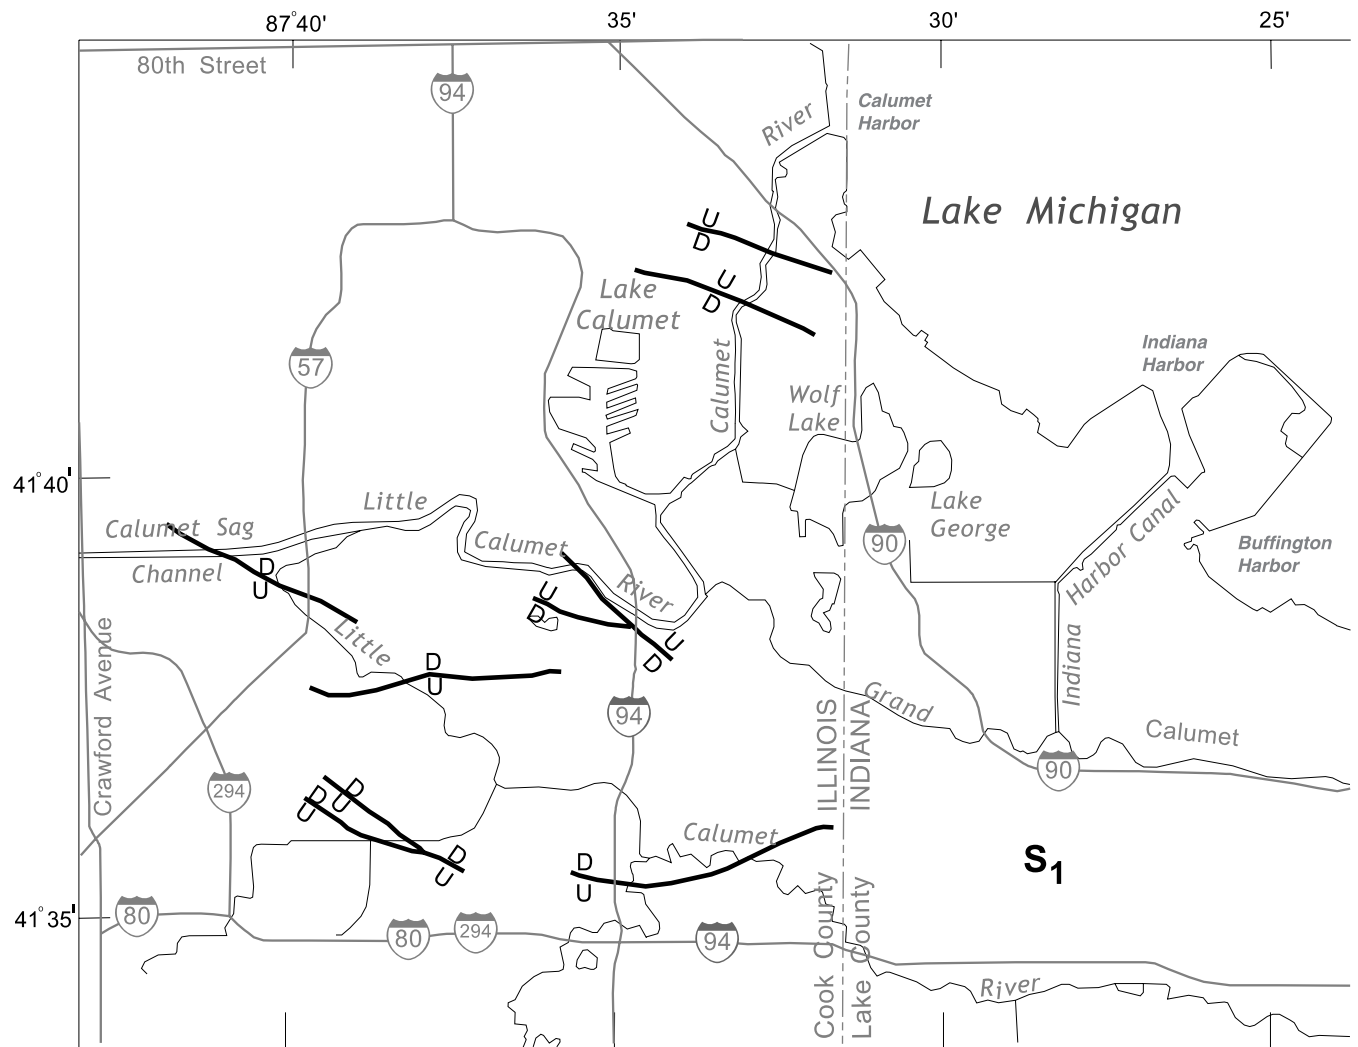 87°40'
35'
30'
25'
80th Street
94
Calumet
Harbor
River
Lake Michigan
U
D
U
D
Lake
Calumet
57
Indiana
Harbor
Calumet
Wolf
Lake
41°40'
Little
Calumet Sag
Channel
Calumet
Lake
George
Harbor Canal
90
Buffington
Harbor
D
U
U
D
River
Little
U
D
D
U
Crawford Avenue
Indiana
Grand
94
ILLINOIS
INDIANA
Calumet
90
294
D
U
D
U
D
U
Calumet
D
U
S1
41°35'
80
80
294
94
Cook County
Lake County
River